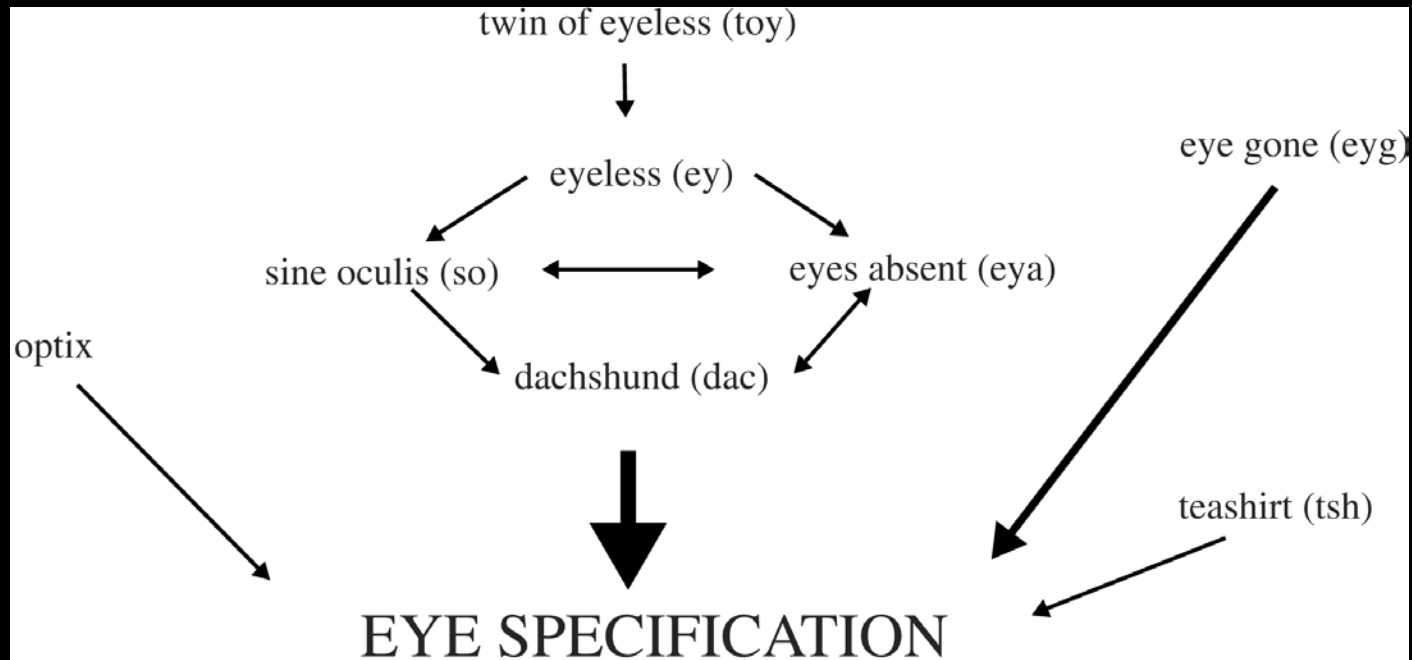 twin of eyeless (toy)
eye gone (eyg)
eyeless (ey)
sine oculis (so)
eyes absent (eya)
optix
dachshund (dac)
teashirt (tsh)
EYE SPECIFICATION